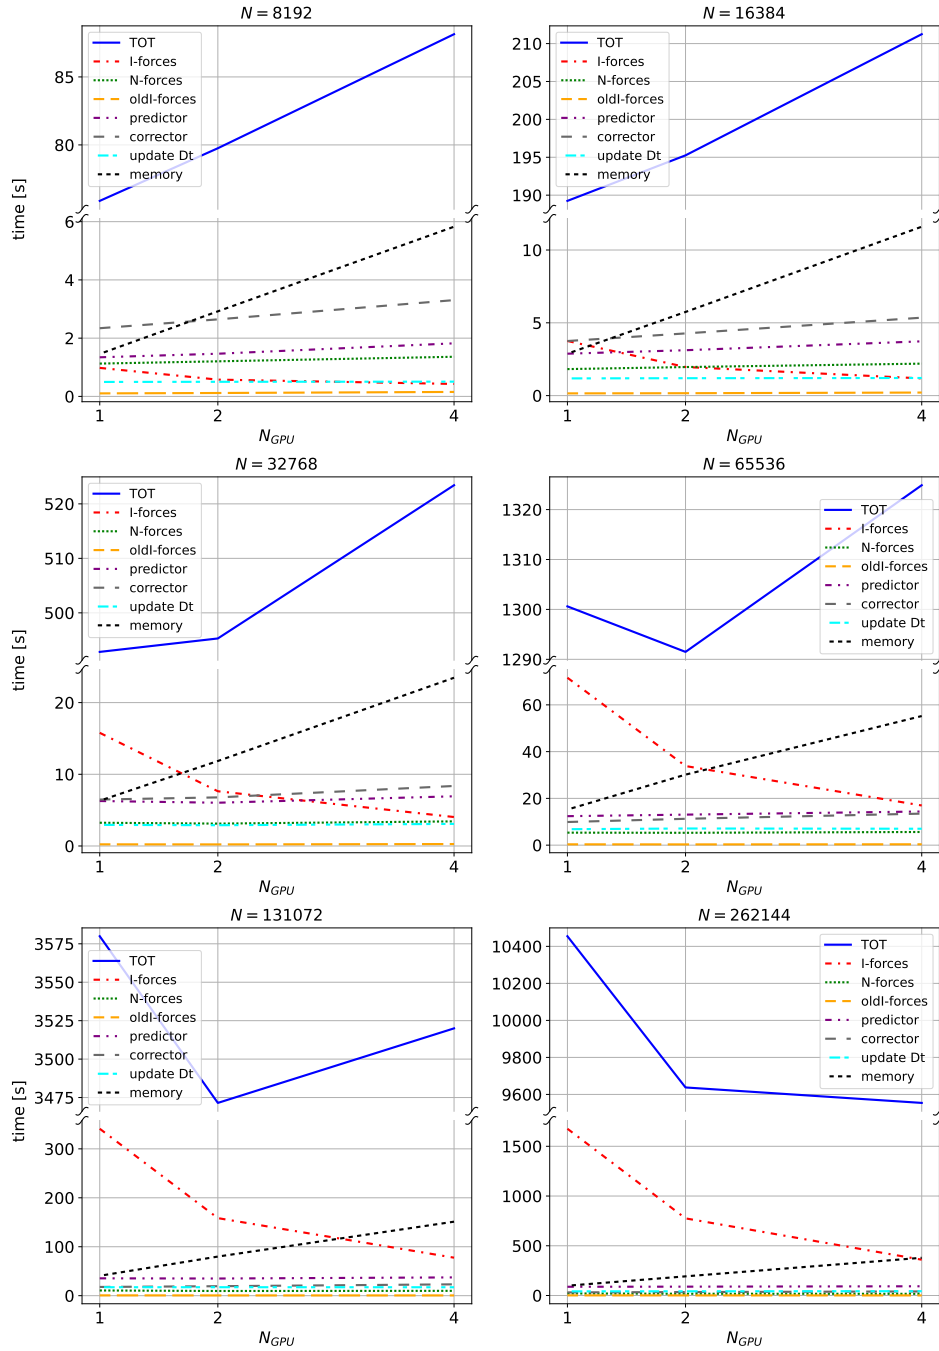 N = 8192
85
80
TOT
I-forces
N-forces
oldI-forces
predictor
corrector
update Dt
memory
time [s]
6
4
2
0
1
2
4
N_GPU
N = 16384
210
205
200
195
190
TOT
I-forces
N-forces
oldI-forces
predictor
corrector
update Dt
memory
10
5
0
1
2
4
N_GPU
N = 32768
520
510
500
TOT
I-forces
N-forces
oldI-forces
predictor
corrector
update Dt
memory
time [s]
20
10
0
1
2
4
N_GPU
N = 65536
1320
1310
1300
1290
TOT
I-forces
N-forces
oldI-forces
predictor
corrector
update Dt
memory
60
40
20
0
1
2
4
N_GPU
N = 131072
3575
3550
3525
3500
3475
TOT
I-forces
N-forces
oldI-forces
predictor
corrector
update Dt
memory
time [s]
300
200
100
0
1
2
4
N_GPU
N = 262144
10400
10200
10000
9800
9600
TOT
I-forces
N-forces
oldI-forces
predictor
corrector
update Dt
memory
1500
1000
500
0
1
2
4
N_GPU